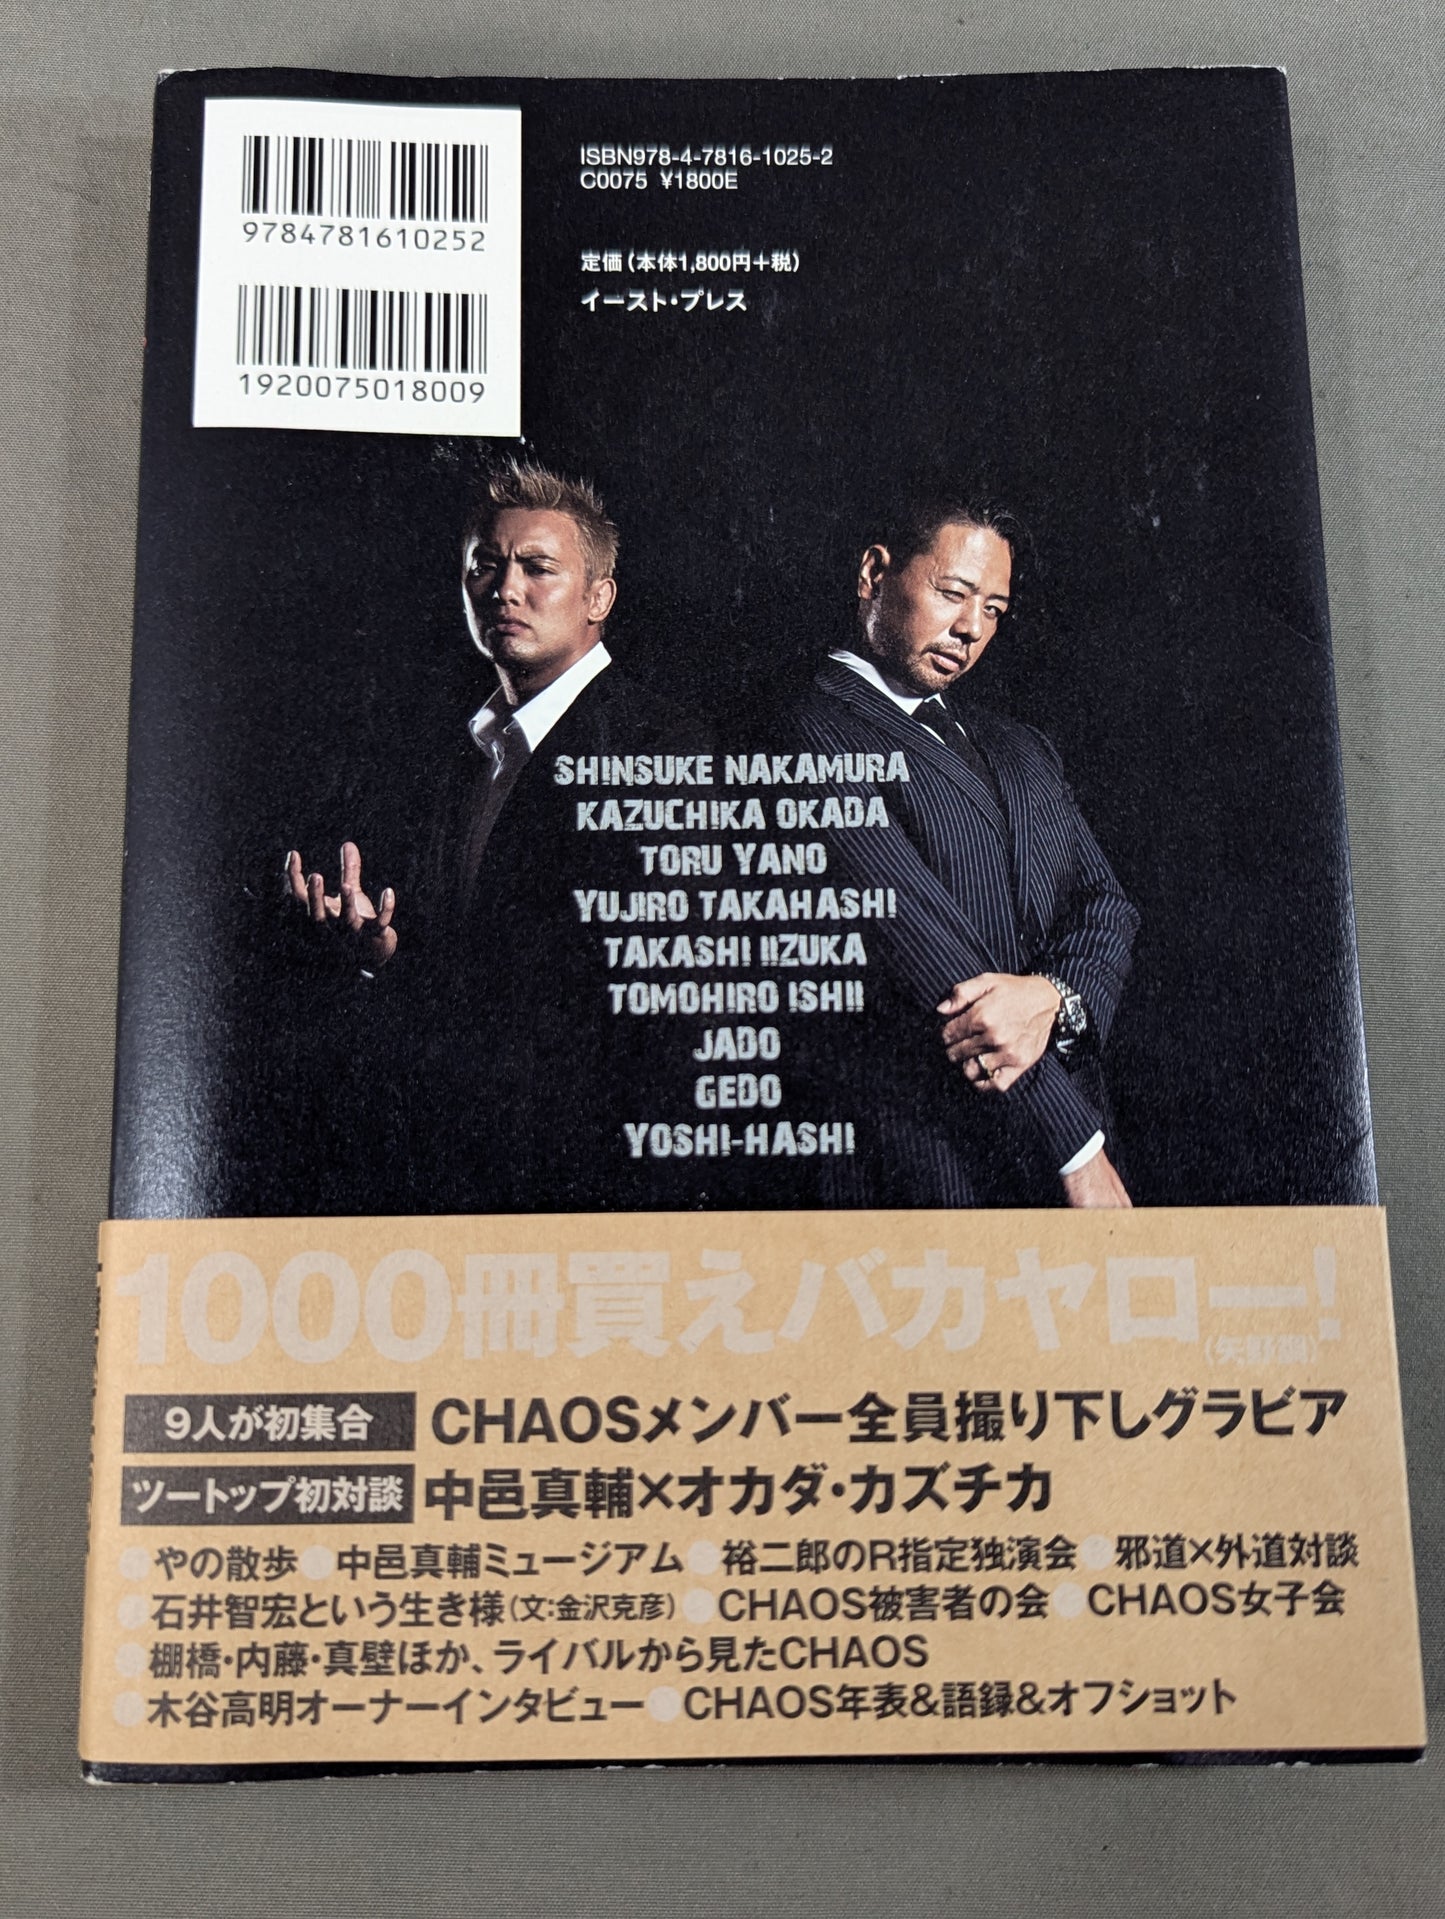 9784781610252
1920075018009
ISBN978-4-7816-1025-2
C0075 ¥1800E
定価(本体1,800円+税)
イースト・プレス
SHINSUKE NAKAMURA
KAZUCHIKA OKADA
TORU YANO
YUJIRO TAKAHASHI
TAKASHI IIZUKA
TOMOHIRO ISHII
JADO
GEDO
YOSHI-HASHI
1000冊買えバカヤロー!
(矢野調)
9人が初集合 CHAOSメンバー全員撮り下しグラビア
ツートップ初対談 中邑真輔×オカダ・カズチカ
●やの散歩●中邑真輔ミュージアム●裕二郎のR指定独演会●邪道×外道対談
●石井智宏という生き様(文:金沢克彦)●CHAOS被害者の会●CHAOS女子会
●棚橋・内藤・真壁ほか、ライバルから見たCHAOS
●木谷高明オーナーインタビュー●CHAOS年表&語録&オフショット